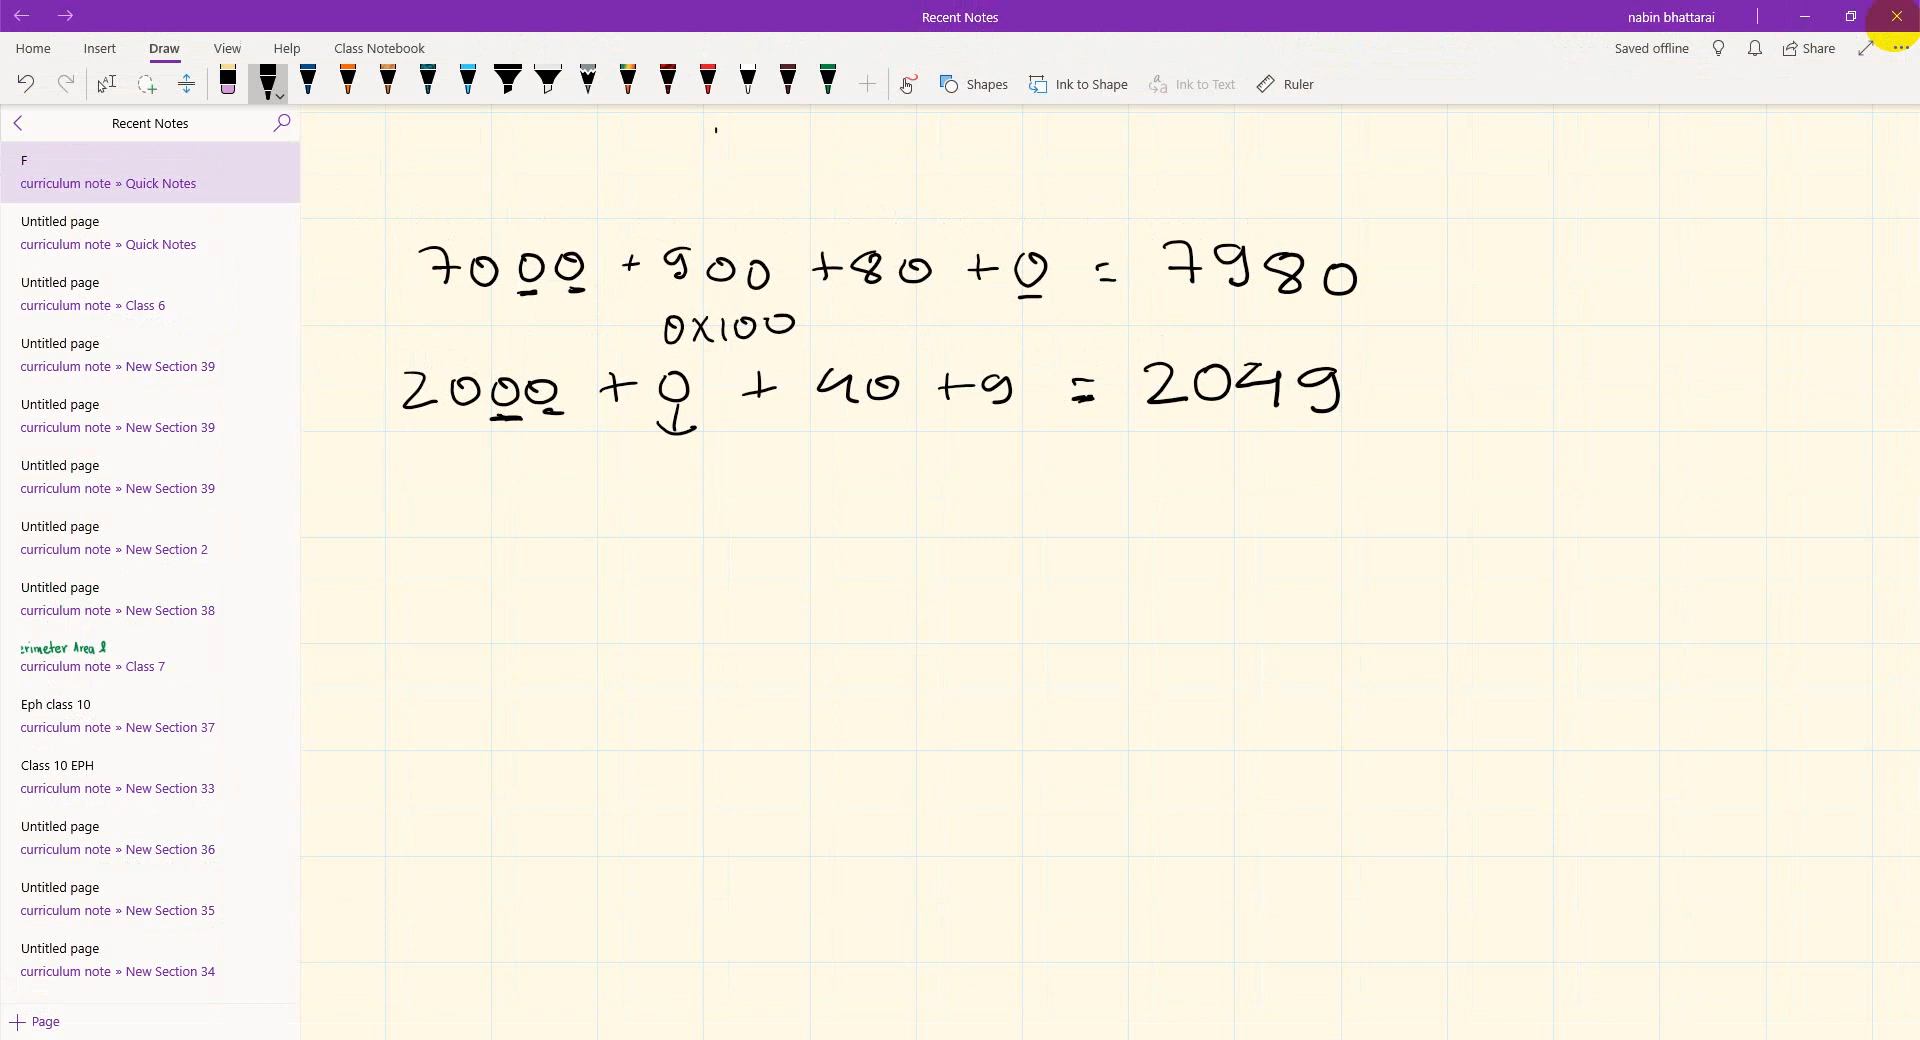 Recent Notes
nabin bhattarai
Home Insert Draw View Help Class Notebook
Saved offline Share
Shapes Ink to Shape Ink to Text Ruler
Recent Notes
F
curriculum note » Quick Notes
Untitled page
curriculum note » Quick Notes
Untitled page
curriculum note » Class 6
Untitled page
curriculum note » New Section 39
Untitled page
curriculum note » New Section 39
Untitled page
curriculum note » New Section 39
Untitled page
curriculum note » New Section 2
Untitled page
curriculum note » New Section 38
erimeter Area &
curriculum note » Class 7
Eph class 10
curriculum note » New Section 37
Class 10 EPH
curriculum note » New Section 33
Untitled page
curriculum note » New Section 36
Untitled page
curriculum note » New Section 35
Untitled page
curriculum note » New Section 34
Page
7000 + 900 + 80 + 0 = 7980
0x100
2000 + 0 + 40 + 9 = 2049